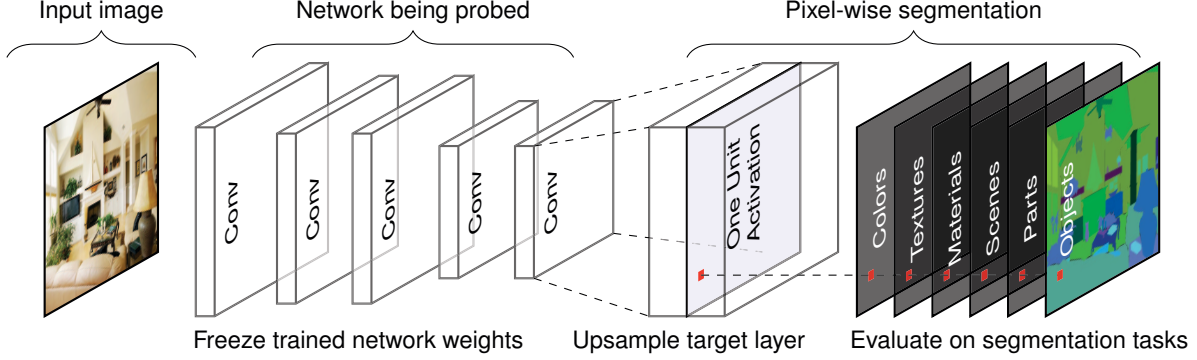 Input image
Network being probed
Pixel-wise segmentation
Conv
Conv
Conv
Conv
Conv
One Unit
Activation
Colors
Textures
Materials
Scenes
Parts
Objects
Freeze trained network weights
Upsample target layer
Evaluate on segmentation tasks